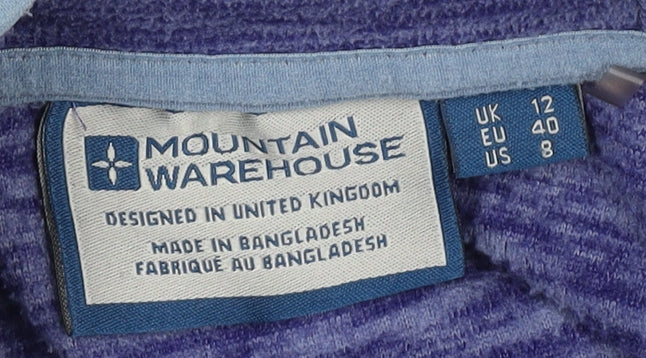 MOUNTAIN
WAREHOUSE
DESIGNED IN UNITED KINGDOM
MADE IN BANGLADESH
FABRIQUÉ AU BANGLADESH
UK 12
EU 40
US 8